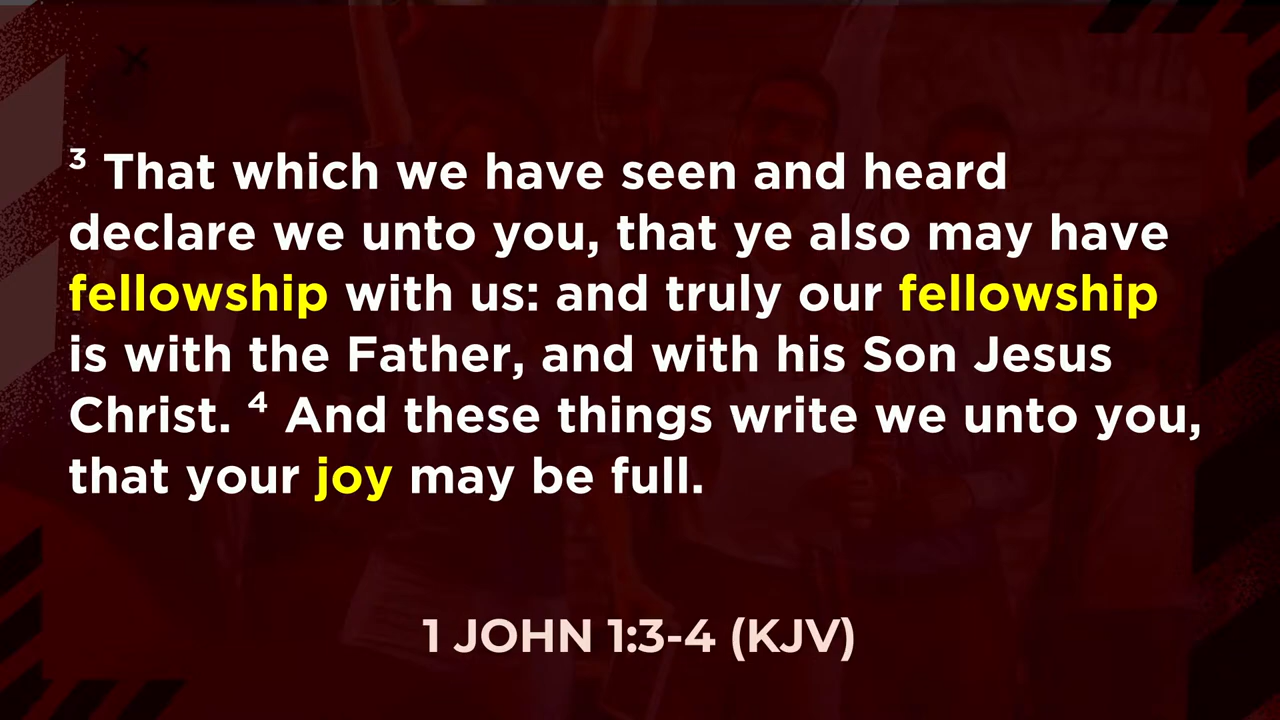 ³ That which we have seen and heard
declare we unto you, that ye also may have
fellowship with us: and truly our fellowship
is with the Father, and with his Son Jesus
Christ. ⁴ And these things write we unto you,
that your joy may be full.
1 JOHN 1:3-4 (KJV)